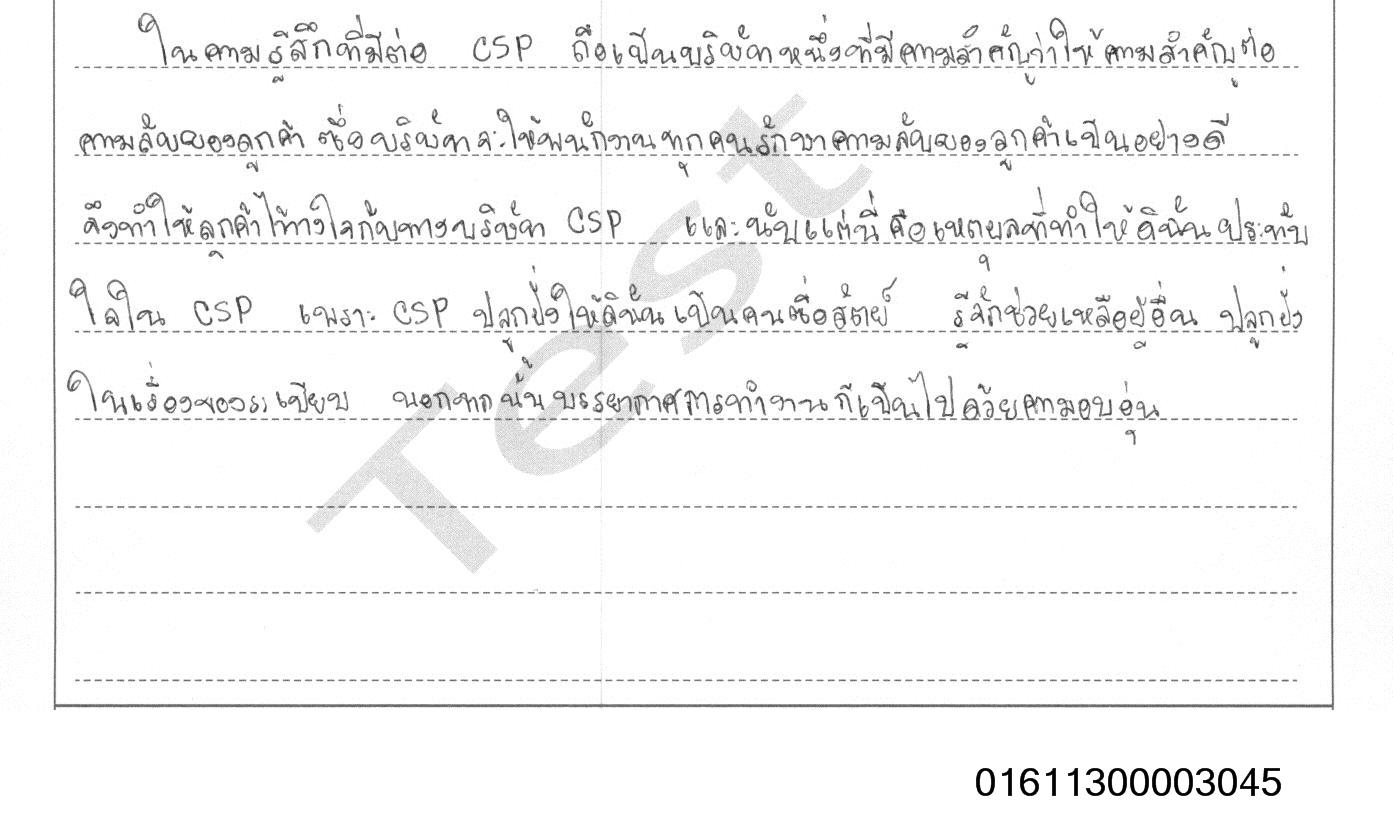 ในความรู้สึกที่มีต่อ CSP ถือเป็นบริษัทหนึ่งที่มีความสำคัญว่าให้ความสำคัญต่อ
ความลับของลูกค้า ซึ่งบริษัทจะให้พนักงานทุกคนรักษาความลับของลูกค้าเป็นอย่างดี
จึงทำให้ลูกค้าไว้วางใจกับทางบริษัท CSP และนับแต่นี้คือเหตุผลที่ทำให้ดิฉันประทับ
ใจใน CSP เพราะ CSP ปลูกฝังให้ดิฉันเป็นคนซื่อสัตย์ รู้จักช่วยเหลือผู้อื่น ปลูกฝัง
ในเรื่องของระเบียบ นอกจากนั้นบรรยากาศการทำงานก็เป็นไปด้วยความอบอุ่น
Test
01611300003045